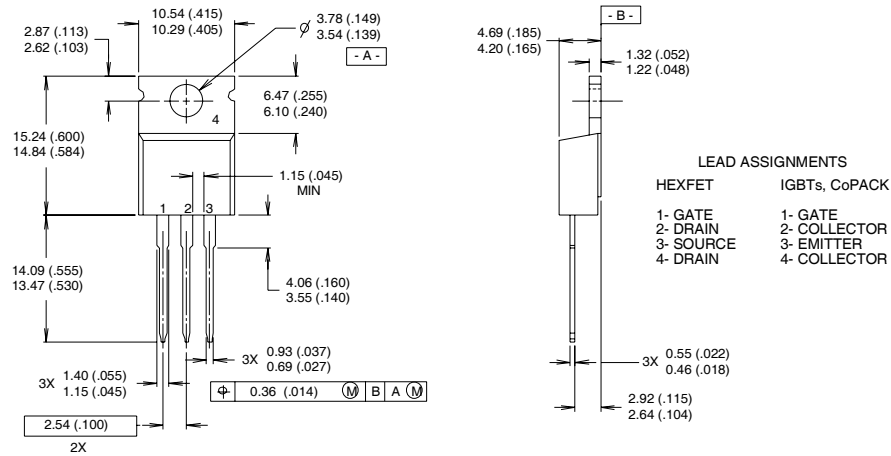 10.54 (.415)
10.29 (.405)
2.87 (.113)
2.62 (.103)
ø 3.78 (.149)
3.54 (.139)
- A -
6.47 (.255)
6.10 (.240)
4
15.24 (.600)
14.84 (.584)
1.15 (.045)
MIN
1 2 3
14.09 (.555)
13.47 (.530)
4.06 (.160)
3.55 (.140)
3X 0.93 (.037)
0.69 (.027)
3X 1.40 (.055)
1.15 (.045)
⌖ 0.36 (.014) Ⓜ B A Ⓜ
2.54 (.100)
2X
- B -
4.69 (.185)
4.20 (.165)
1.32 (.052)
1.22 (.048)
LEAD ASSIGNMENTS
HEXFET IGBTs, CoPACK
1- GATE 1- GATE
2- DRAIN 2- COLLECTOR
3- SOURCE 3- EMITTER
4- DRAIN 4- COLLECTOR
3X 0.55 (.022)
0.46 (.018)
2.92 (.115)
2.64 (.104)